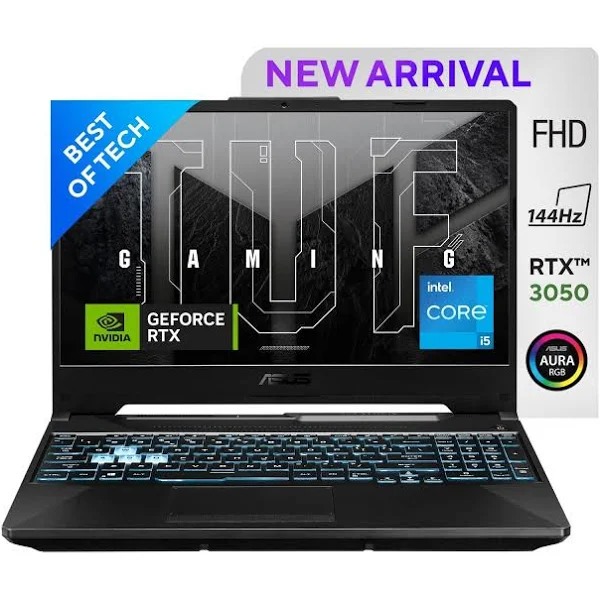 NEW ARRIVAL
BEST
OF TECH
FHD
144Hz
RTX™
3050
GAMING
intel
CORE
i5
NVIDIA
GEFORCE
RTX
ASUS
ASUS
AURA
RGB